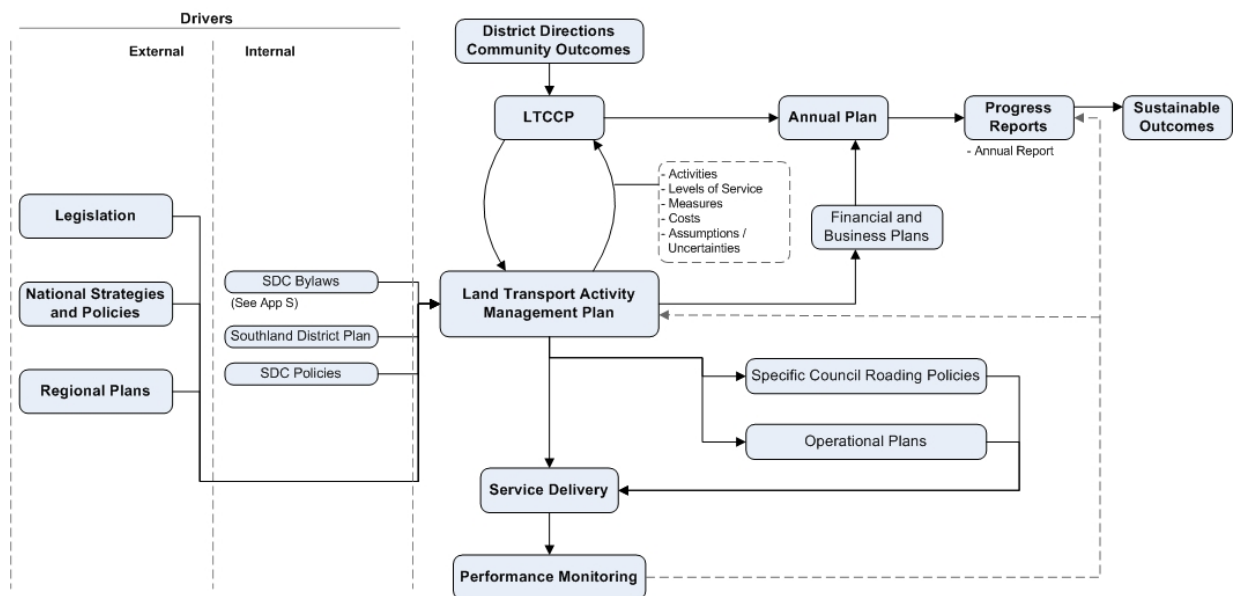 Drivers
External
Internal
District Directions
Community Outcomes
LTCCP
Annual Plan
Progress
Reports
- Annual Report
Sustainable
Outcomes
- Activities
- Levels of Service
- Measures
- Costs
- Assumptions /
Uncertainties
Financial and
Business Plans
Legislation
National Strategies
and Policies
Regional Plans
SDC Bylaws
(See App S)
Southland District Plan
SDC Policies
Land Transport Activity
Management Plan
Specific Council Roading Policies
Operational Plans
Service Delivery
Performance Monitoring